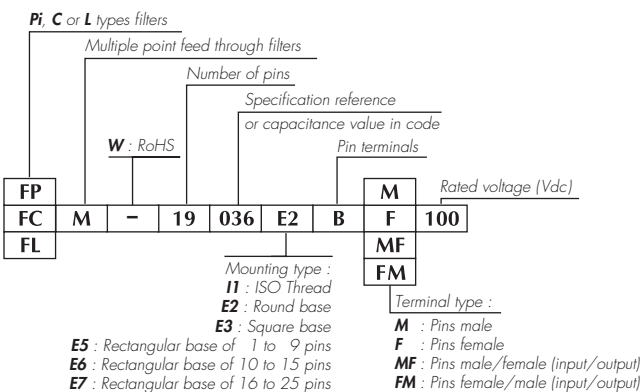 Pi, C or L types filters
Multiple point feed through filters
Number of pins
Specification reference
or capacitance value in code
W : RoHS
Pin terminals
Rated voltage (Vdc)
FP
M
FC M - 19 036 E2 B F 100
FL
MF
FM
Mounting type :
I1 : ISO Thread
E2 : Round base
E3 : Square base
E5 : Rectangular base of 1 to 9 pins
E6 : Rectangular base of 10 to 15 pins
E7 : Rectangular base of 16 to 25 pins
Terminal type :
M : Pins male
F : Pins female
MF : Pins male/female (input/output)
FM : Pins female/male (input/output)